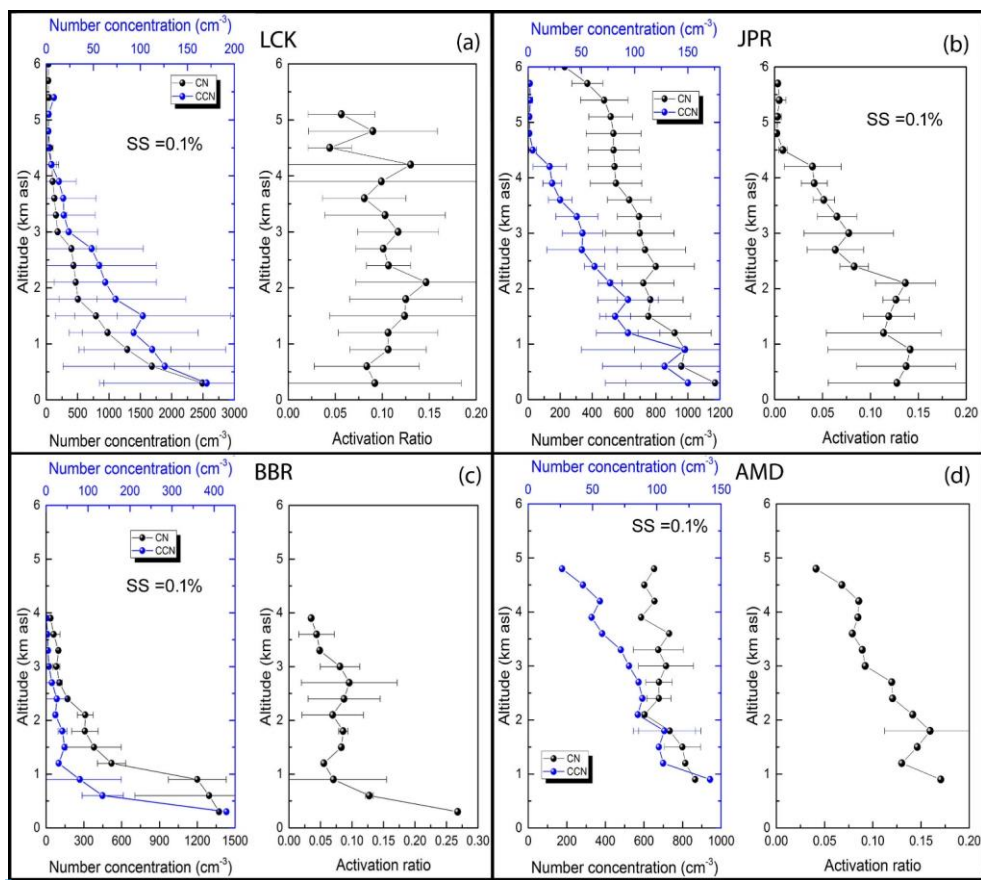 Number concentration (cm-3)
0 50 100 150 200
LCK (a)
6
5
4
3
2
1
0
Altitude (km asl)
CN
CCN
SS =0.1%
0 500 1000 1500 2000 2500 3000
Number concentration (cm-3)
6
5
4
3
2
1
0
Altitude (km asl)
0.00 0.05 0.10 0.15 0.20
Activation Ratio
Number concentration (cm-3)
0 50 100 150
JPR (b)
6
5
4
3
2
1
0
Altitude (km asl)
CN
CCN
SS =0.1%
0 200 400 600 800 1000 1200
Number concentration (cm-3)
6
5
4
3
2
1
0
Altitude (km asl)
0.00 0.05 0.10 0.15 0.20
Activation ratio
Number concentration (cm-3)
0 100 200 300 400
BBR (c)
5
4
3
2
1
0
Altitude (km asl)
CN
CCN
SS =0.1%
0 300 600 900 1200 1500
Number concentration (cm-3)
6
5
4
3
2
1
0
Altitude (km asl)
0.00 0.05 0.10 0.15 0.20 0.25 0.30
Activation ratio
Number concentration (cm-3)
0 50 100 150
AMD (d)
SS =0.1%
6
5
4
3
2
1
0
Altitude (km asl)
CN
CCN
0 200 400 600 800 1000
Number concentration (cm-3)
6
5
4
3
2
1
0
Altitude (km asl)
0.00 0.05 0.10 0.15 0.20
Activation ratio